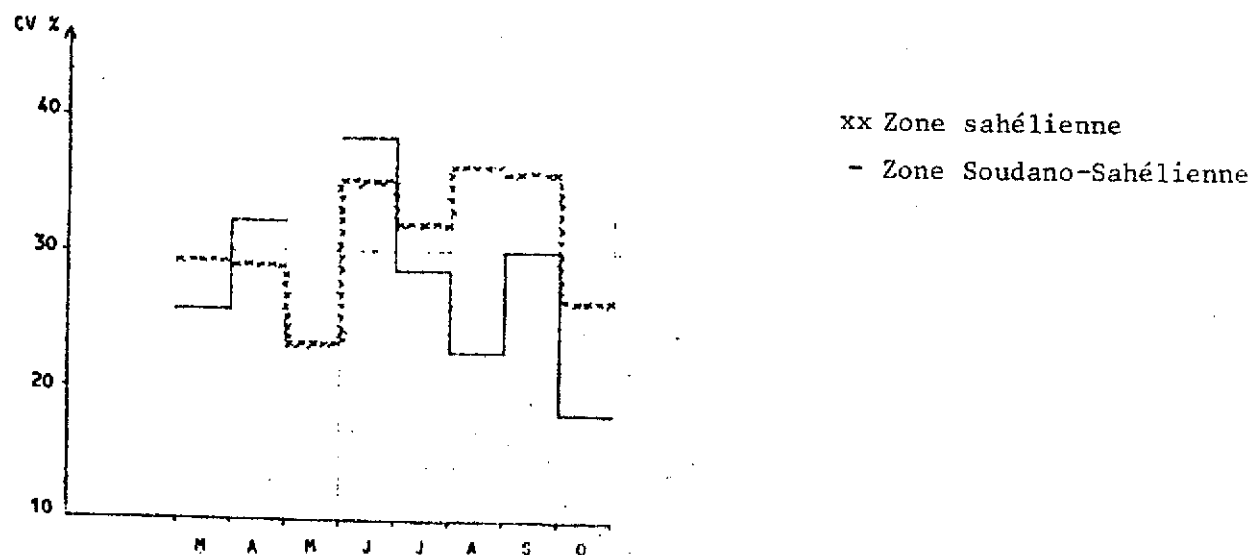 CV %
40
30
20
10
M A M J J A S O
xx Zone sahélienne
- Zone Soudano-Sahélienne